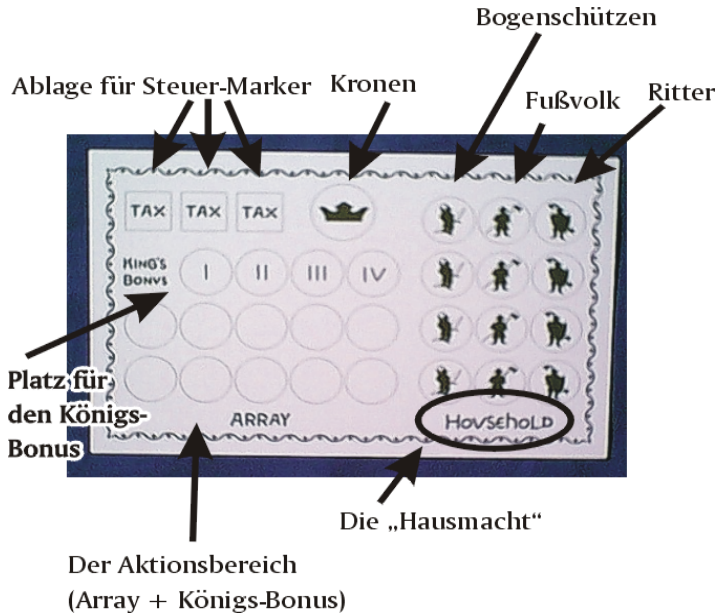 Bogenschützen
Ablage für Steuer-Marker
Kronen
Fußvolk
Ritter
TAX TAX TAX
KING'S
BONVS
I II III IV
Platz für
den Königs-
Bonus
ARRAY
HOVSEhOLD
Die „Hausmacht“
Der Aktionsbereich
(Array + Königs-Bonus)